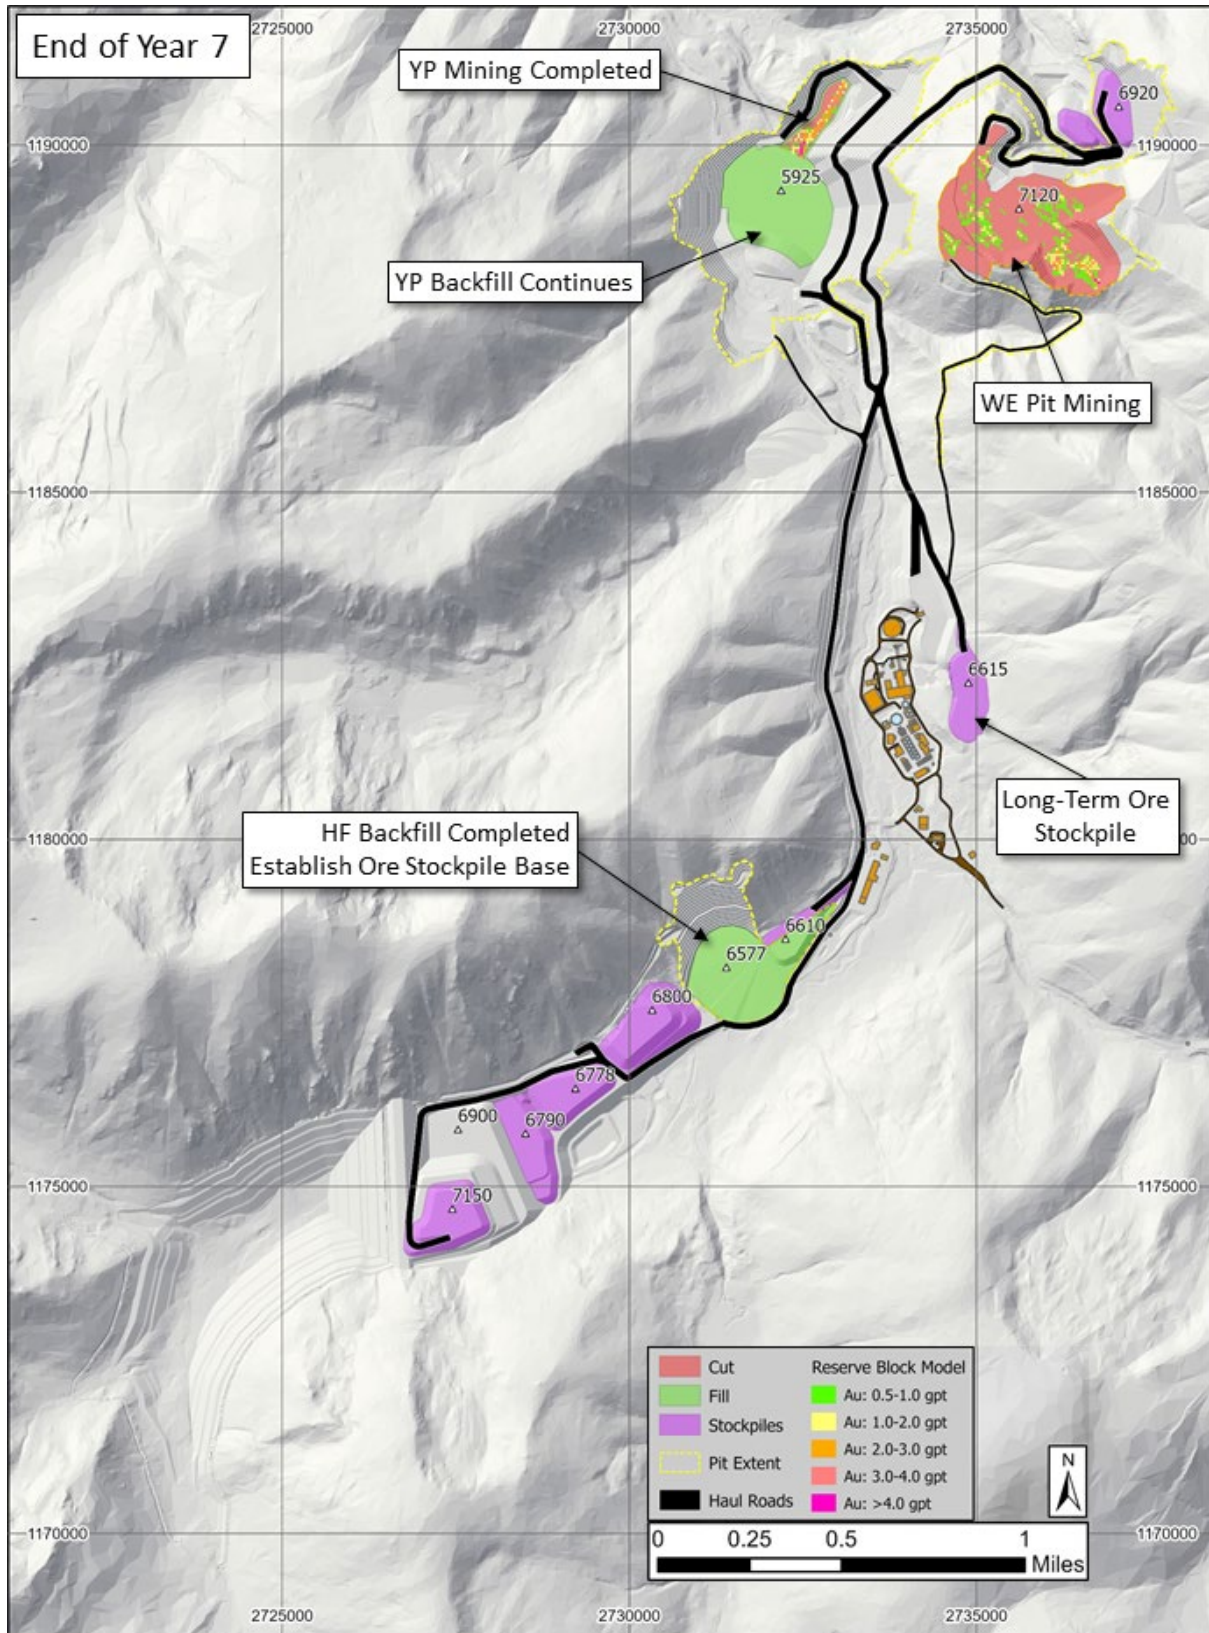 End of Year 7
2725000
2730000
2735000
YP Mining Completed
6920
1190000
1190000
5925
7120
YP Backfill Continues
WE Pit Mining
1185000
1185000
6615
Long-Term Ore
Stockpile
HF Backfill Completed
Establish Ore Stockpile Base
1180000
6610
6577
6800
6778
6900
6790
1175000
1175000
7150
Cut
Fill
Stockpiles
Pit Extent
Haul Roads
Reserve Block Model
Au: 0.5-1.0 gpt
Au: 1.0-2.0 gpt
Au: 2.0-3.0 gpt
Au: 3.0-4.0 gpt
Au: >4.0 gpt
N
1170000
1170000
0 0.25 0.5 1
Miles
2725000
2730000
2735000